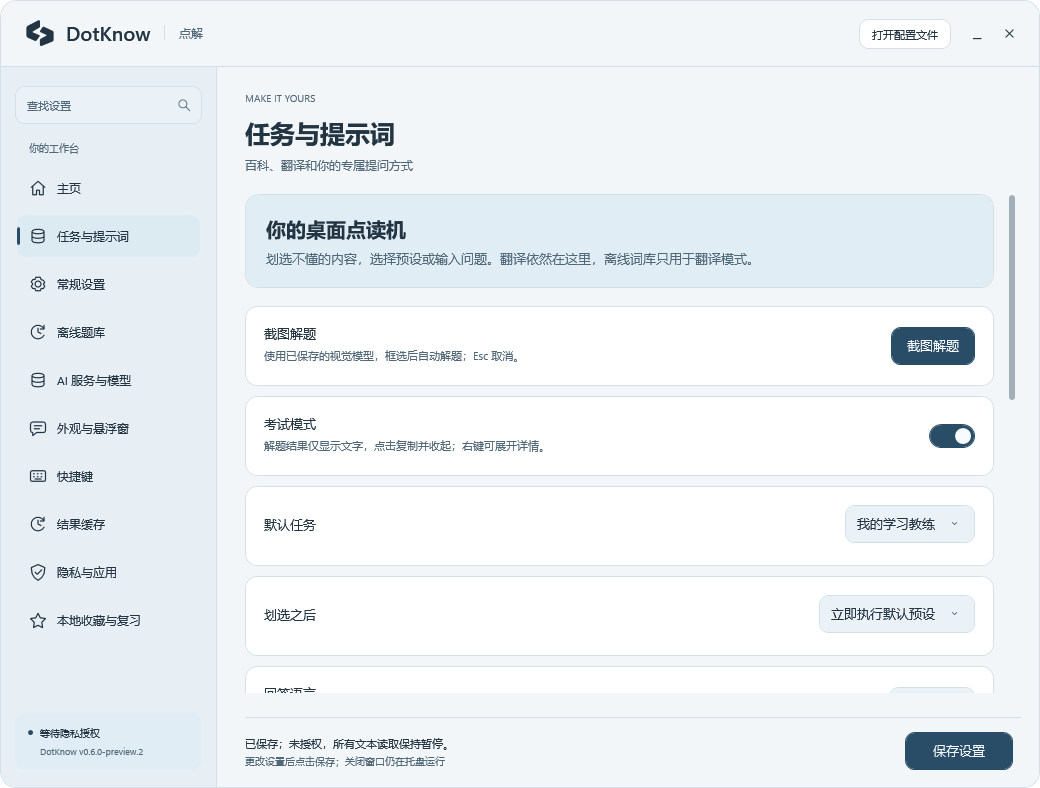 DotKnow 点解
打开配置文件
查找设置
你的工作台
主页
任务与提示词
常规设置
离线题库
AI 服务与模型
外观与悬浮窗
快捷键
结果缓存
隐私与应用
本地收藏与复习
等待隐私授权
DotKnow v0.6.0-preview.2
MAKE IT YOURS
任务与提示词
百科、翻译和你的专属提问方式
你的桌面点读机
划选不懂的内容，选择预设或输入问题。翻译依然在这里，离线词库只用于翻译模式。
截图解题
使用已保存的视觉模型，框选后自动解题；Esc 取消。
截图解题
考试模式
解题结果仅显示文字，点击复制并收起；右键可展开详情。
默认任务
我的学习教练
划选之后
立即执行默认预设
回答语言
已保存；未授权，所有文本读取保持暂停。
更改设置后点击保存；关闭窗口仍在托盘运行
保存设置